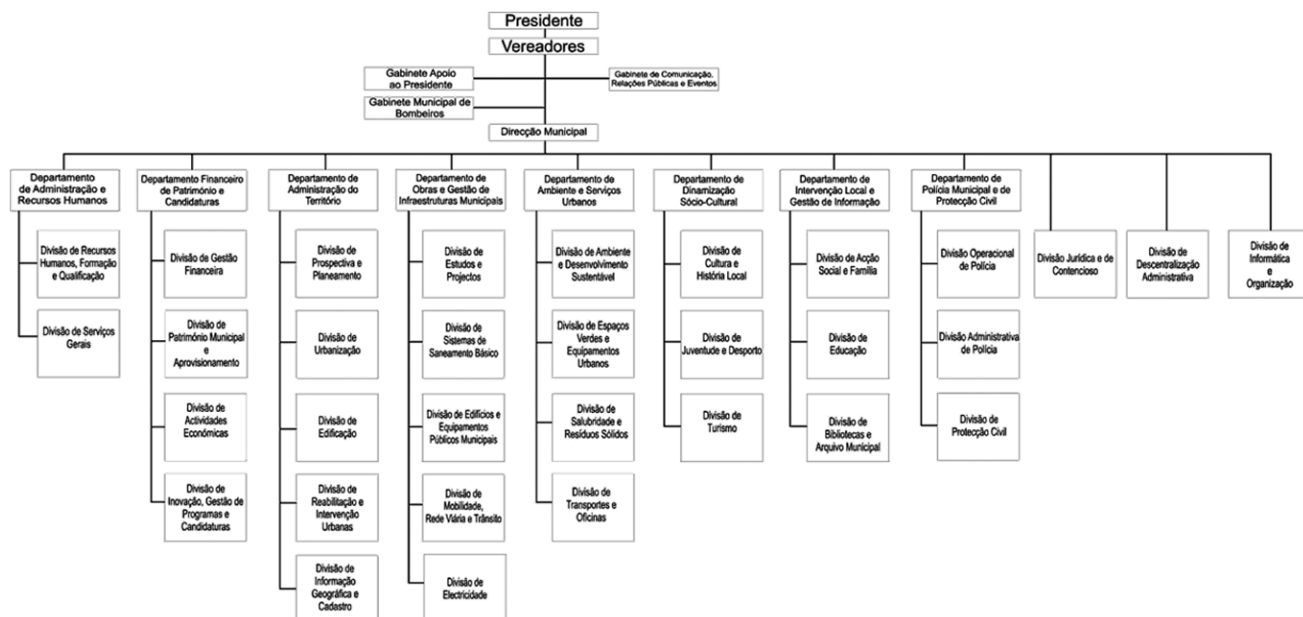 Presidente
Vereadores
Gabinete Apoio
ao Presidente
Gabinete de Comunicação,
Relações Públicas e Eventos
Gabinete Municipal de
Bombeiros
Direcção Municipal
Departamento
de Administração e
Recursos Humanos
Divisão de Recursos
Humanos, Formação
e Qualificação
Divisão de Serviços
Gerais
Departamento Financeiro
de Património e
Candidaturas
Divisão de Gestão
Financeira
Divisão de
Património Municipal
e
Aprovisionamento
Divisão de
Actividades
Económicas
Divisão de
Inovação, Gestão de
Programas e
Candidaturas
Departamento de
Administração do
Território
Divisão de
Prospectiva e
Planeamento
Divisão de
Urbanização
Divisão de
Edificação
Divisão de
Reabilitação e
Intervenção
Urbanas
Divisão de
Informação
Geográfica e
Cadastro
Departamento de
Obras e Gestão de
Infraestruturas Municipais
Divisão de
Estudos e
Projectos
Divisão de
Sistemas de
Saneamento Básico
Divisão de Edifícios e
Equipamentos
Públicos Municipais
Divisão de
Mobilidade,
Rede Viária e Trânsito
Divisão de
Electricidade
Departamento de
Ambiente e Serviços
Urbanos
Divisão de Ambiente
e Desenvolvimento
Sustentável
Divisão de Espaços
Verdes e
Equipamentos
Urbanos
Divisão de
Salubridade e
Resíduos Sólidos
Divisão de
Transportes e
Oficinas
Departamento de
Dinamização
Sócio-Cultural
Divisão de
Cultura e
História Local
Divisão de
Juventude e Desporto
Divisão de
Turismo
Departamento de
Intervenção Local e
Gestão de Informação
Divisão de Acção
Social e Família
Divisão de
Educação
Divisão de
Bibliotecas e
Arquivo Municipal
Departamento de
Polícia Municipal e de
Protecção Civil
Divisão Operacional
de Polícia
Divisão Administrativa
de Polícia
Divisão de
Protecção Civil
Divisão Jurídica e de
Contencioso
Divisão de
Descentralização
Administrativa
Divisão de
Informática
e
Organização